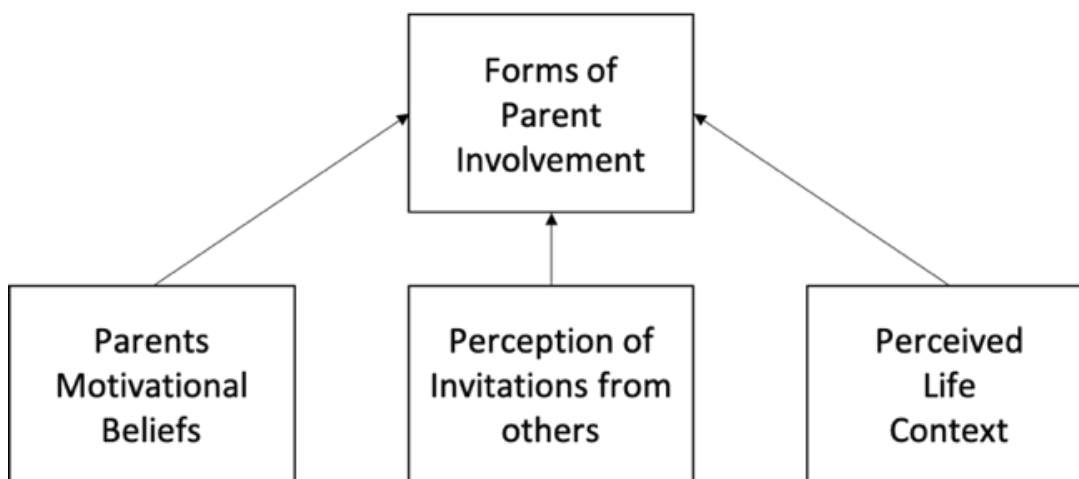 Forms of
Parent
Involvement
Parents
Motivational
Beliefs
Perception of
Invitations from
others
Perceived
Life
Context